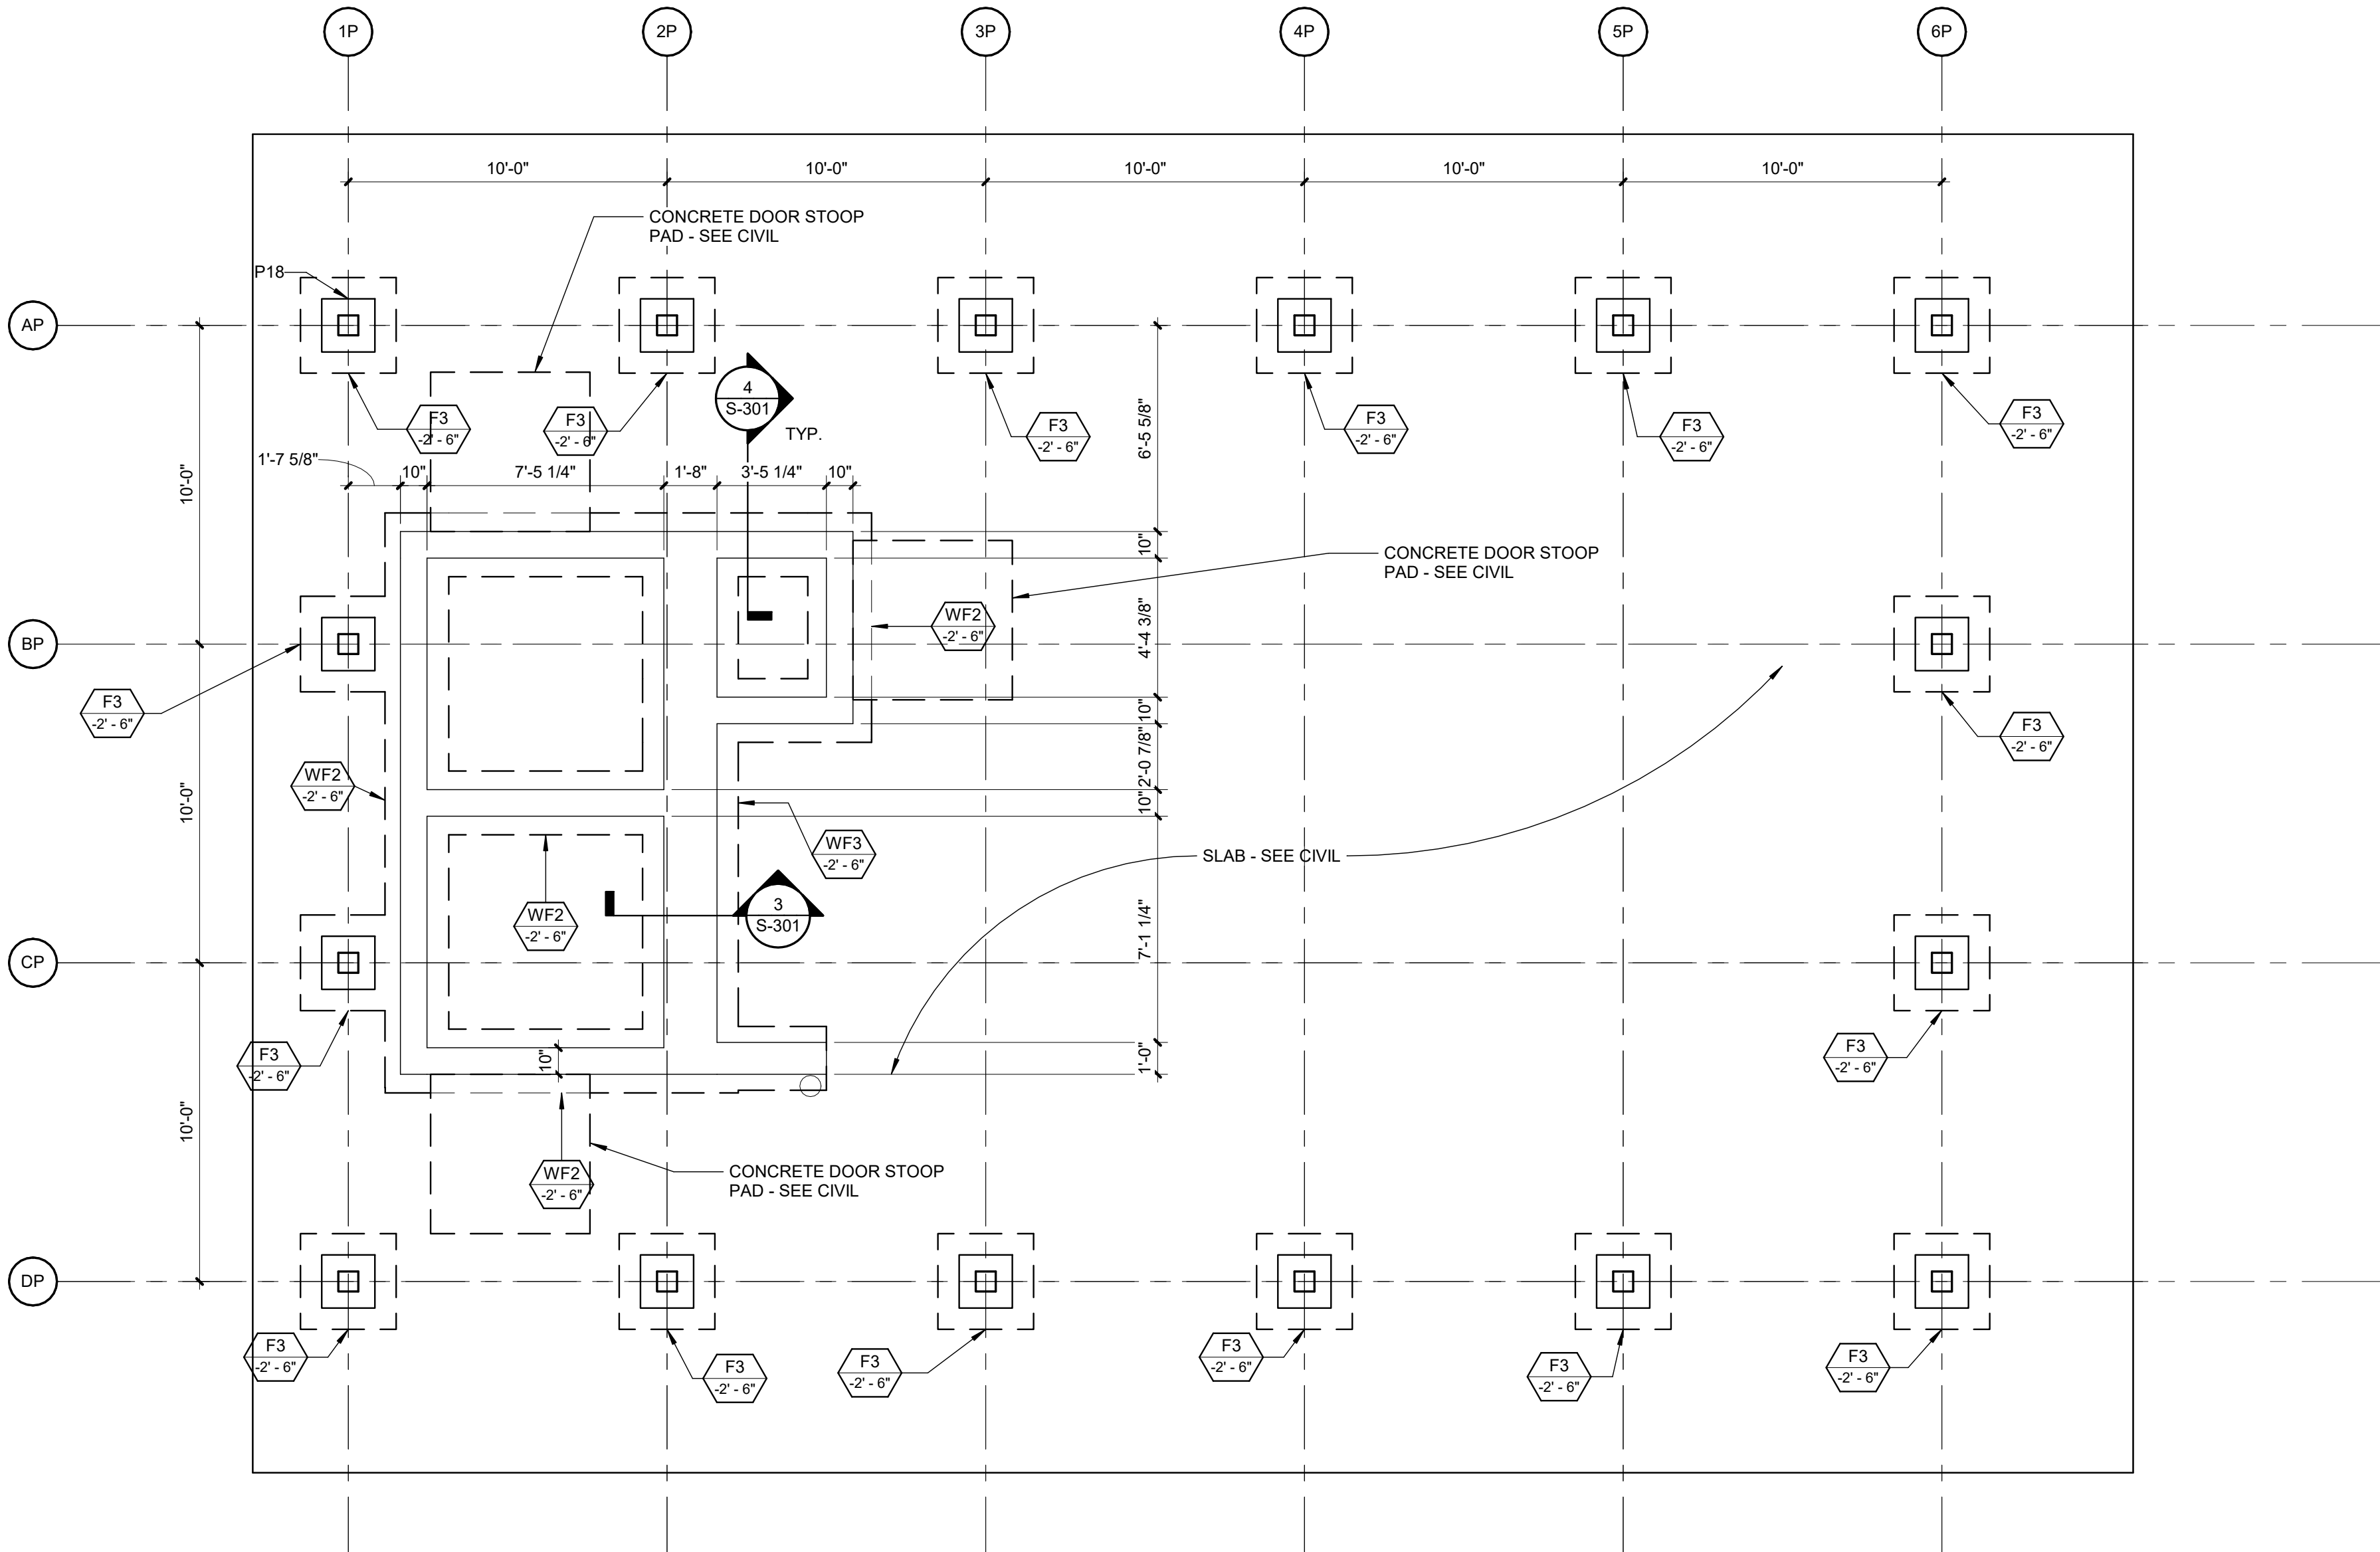 1P
2P
3P
4P
5P
6P
10'-0"
10'-0"
10'-0"
10'-0"
10'-0"
CONCRETE DOOR STOOP
PAD - SEE CIVIL
P18
AP
F3
-2' - 6"
F3
-2' - 6"
4
S-301
TYP.
F3
-2' - 6"
F3
-2' - 6"
F3
-2' - 6"
F3
-2' - 6"
6'-5 5/8"
1'-7 5/8"
10"
7'-5 1/4"
1'-8"
3'-5 1/4"
10"
10'-0"
10"
CONCRETE DOOR STOOP
PAD - SEE CIVIL
WF2
-2' - 6"
4'-4 3/8"
BP
F3
-2' - 6"
10"
F3
-2' - 6"
2'-0 7/8"
WF2
-2' - 6"
10'-0"
10"
WF3
-2' - 6"
SLAB - SEE CIVIL
WF2
-2' - 6"
3
S-301
7'-1 1/4"
CP
F3
-2' - 6"
10"
1'-0"
F3
-2' - 6"
10'-0"
WF2
-2' - 6"
CONCRETE DOOR STOOP
PAD - SEE CIVIL
DP
F3
-2' - 6"
F3
-2' - 6"
F3
-2' - 6"
F3
-2' - 6"
F3
-2' - 6"
F3
-2' - 6"